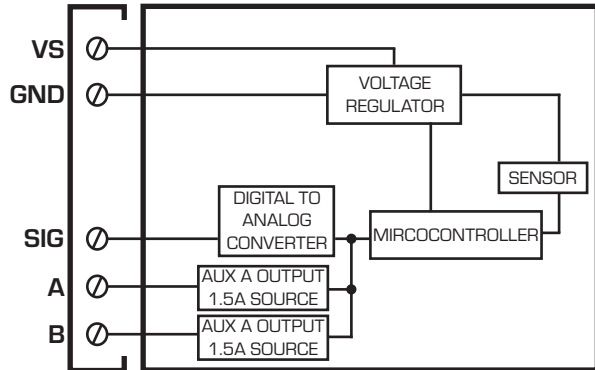 VS
GND
VOLTAGE
REGULATOR
SENSOR
DIGITAL TO
ANALOG
CONVERTER
MIRCOCONTROLLER
SIG
A
AUX A OUTPUT
1.5A SOURCE
B
AUX A OUTPUT
1.5A SOURCE